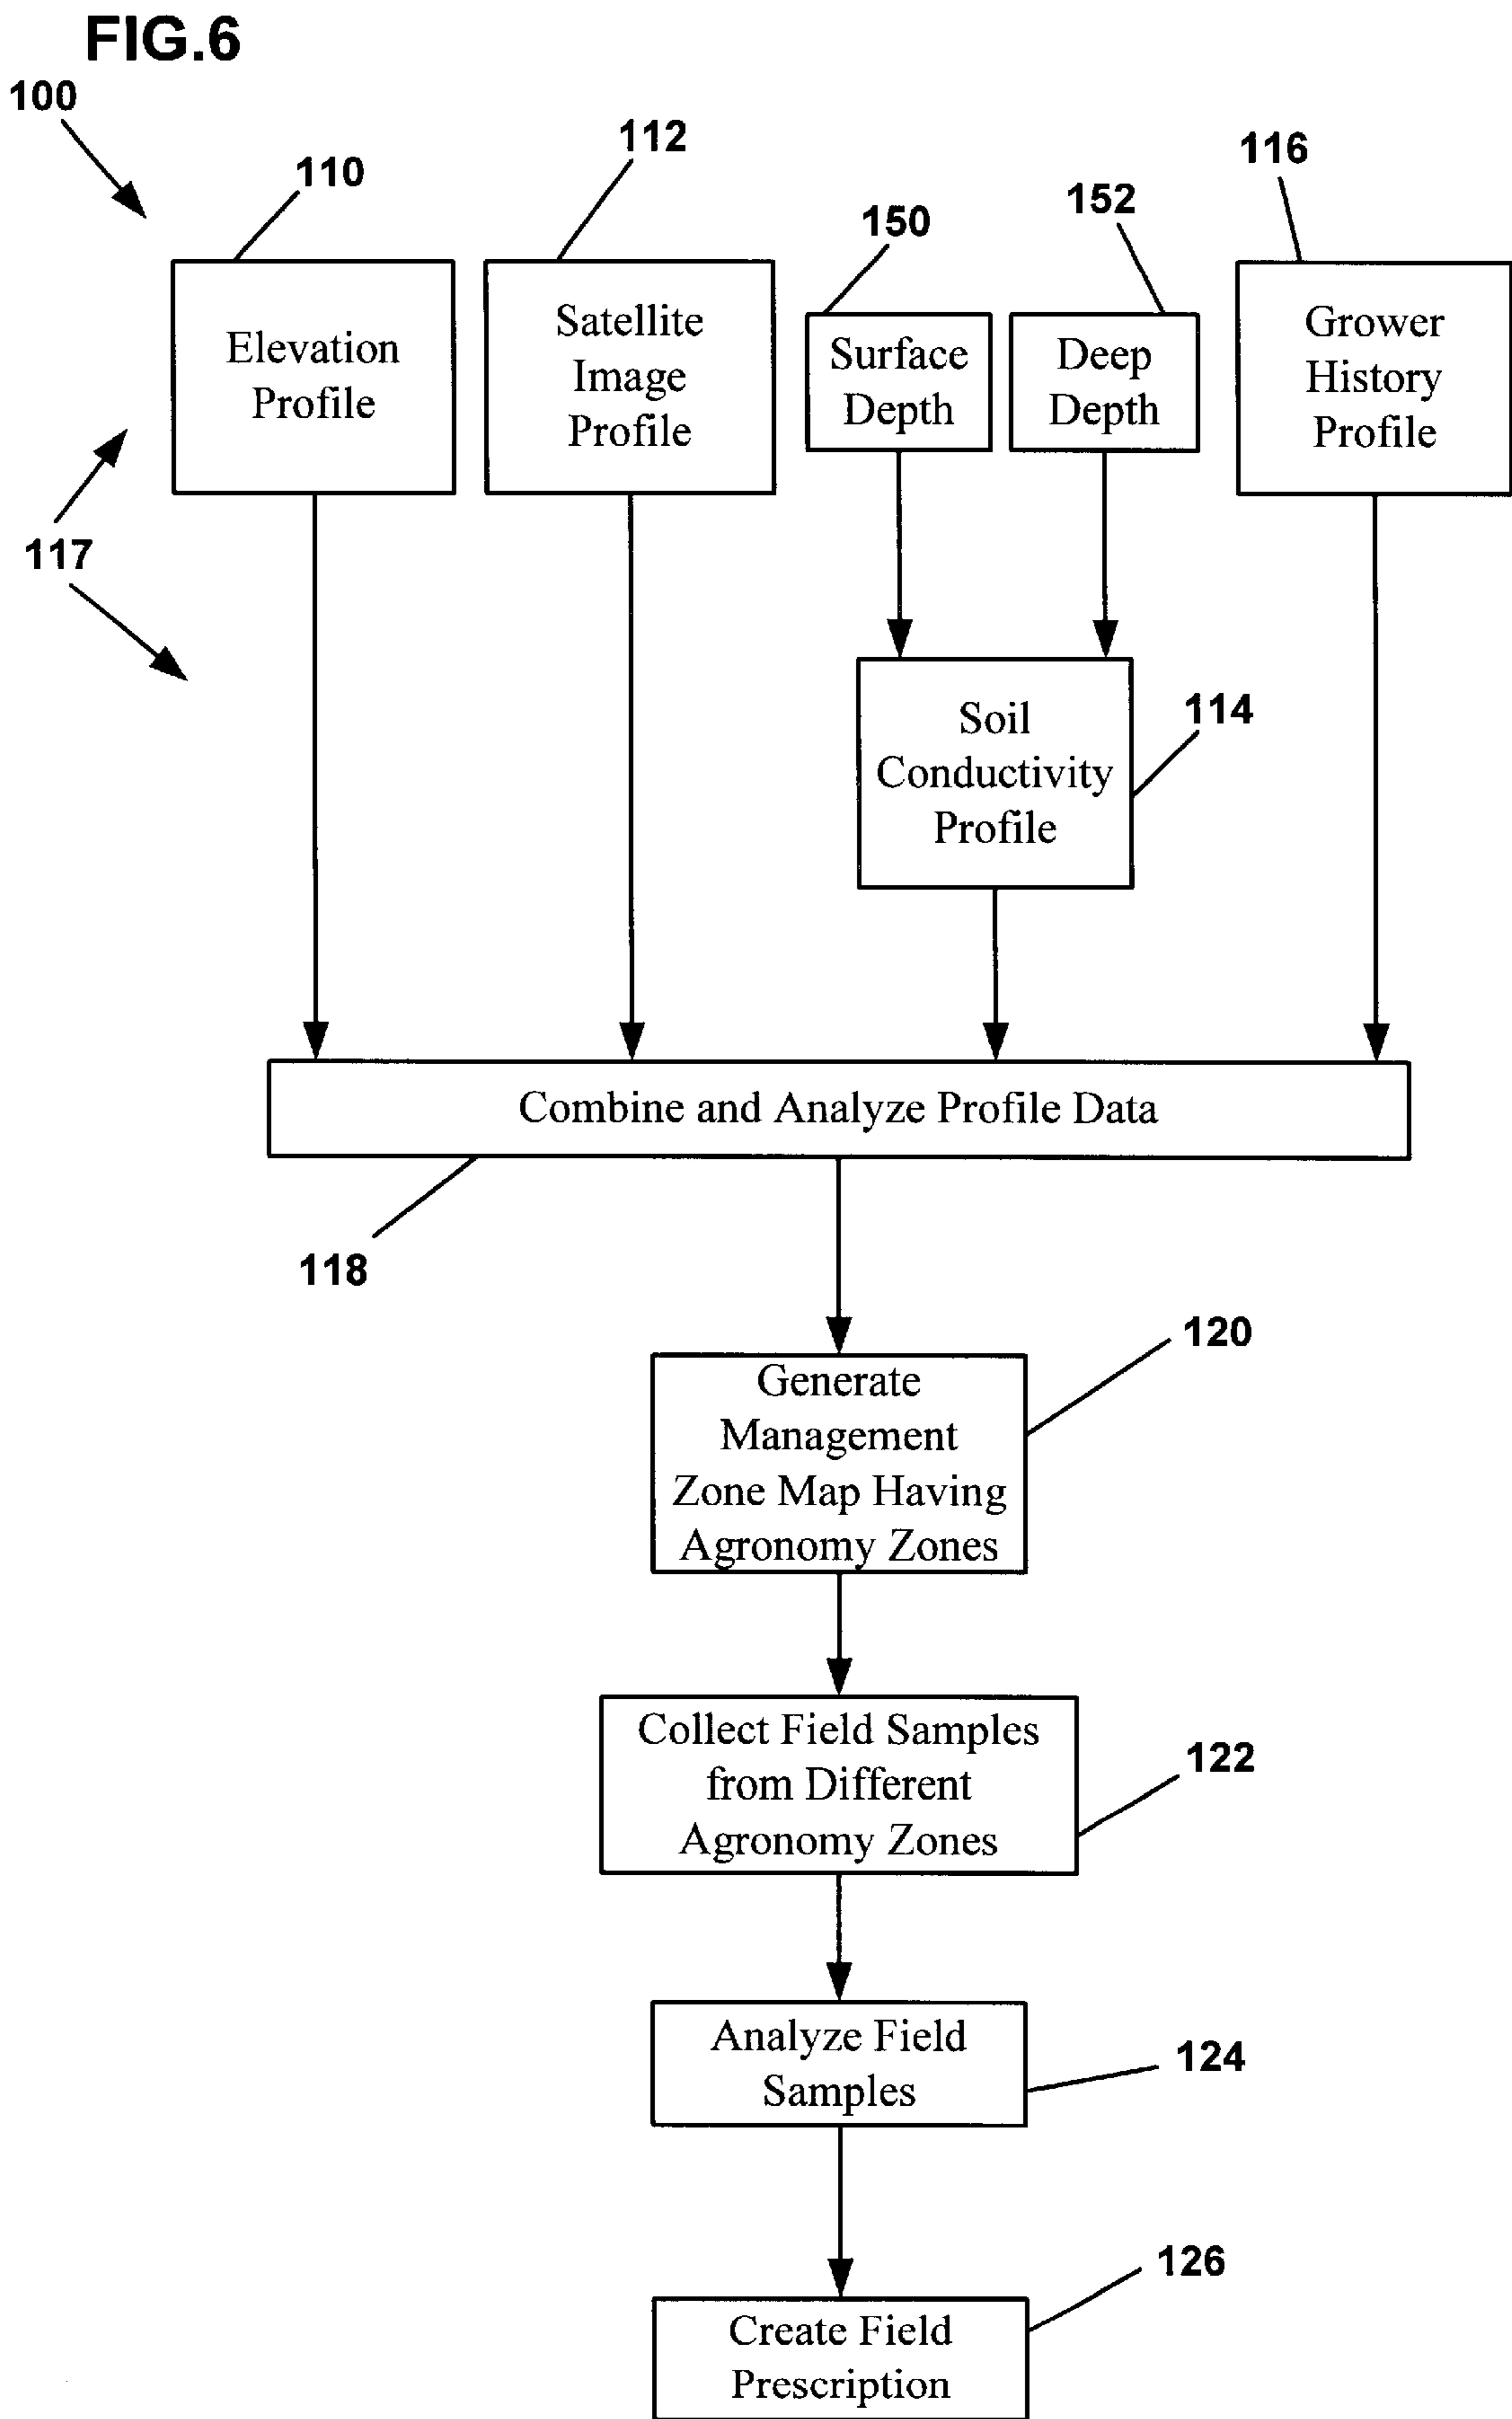 FIG.6
100
110
112
150
152
116
Elevation
Profile
Satellite
Image
Profile
Surface
Depth
Deep
Depth
Grower
History
Profile
117
Soil
Conductivity
Profile
114
Combine and Analyze Profile Data
118
Generate
Management
Zone Map Having
Agronomy Zones
120
Collect Field Samples
from Different
Agronomy Zones
122
Analyze Field
Samples
124
Create Field
Prescription
126